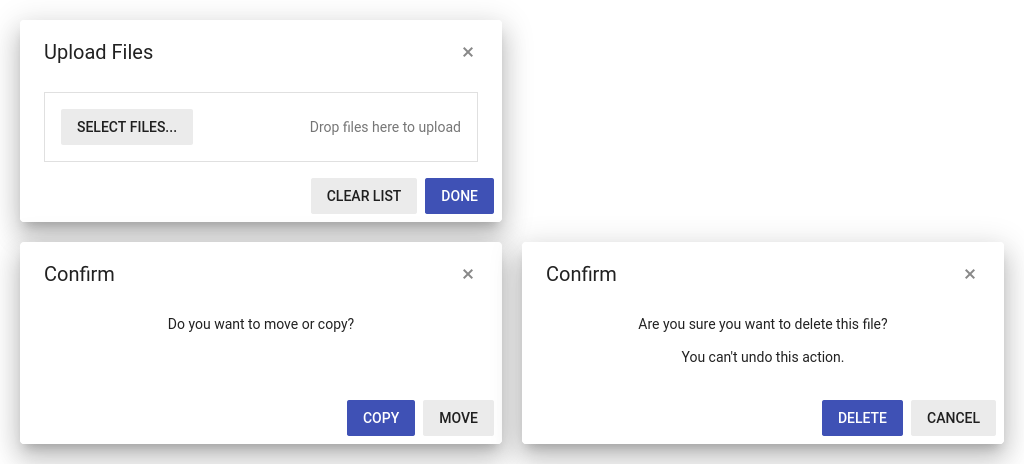 Upload Files ×
SELECT FILES... Drop files here to upload
CLEAR LIST DONE
Confirm ×
Do you want to move or copy?
COPY MOVE
Confirm ×
Are you sure you want to delete this file?
You can't undo this action.
DELETE CANCEL